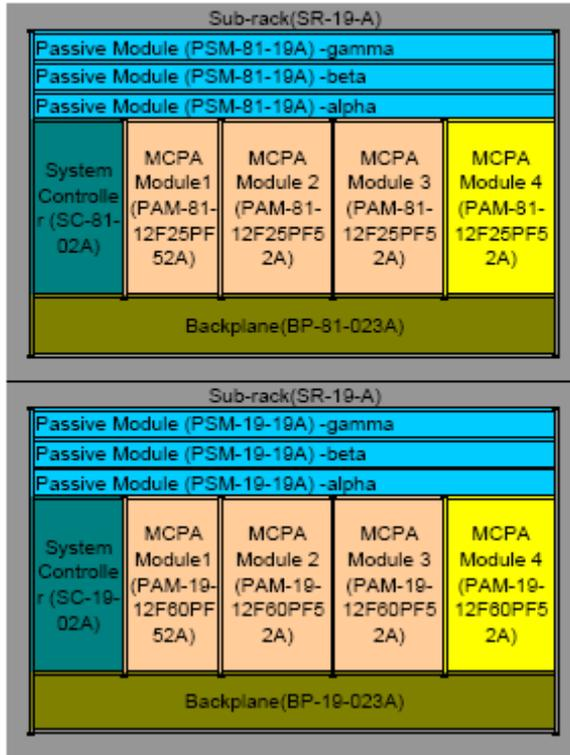 Sub-rack(SR-19-A)
Passive Module (PSM-81-19A) -gamma
Passive Module (PSM-81-19A) -beta
Passive Module (PSM-81-19A) -alpha
System
Controlle
r (SC-81-
02A)
MCPA
Module1
(PAM-81-
12F25PF
52A)
MCPA
Module 2
(PAM-81-
12F25PF5
2A)
MCPA
Module 3
(PAM-81-
12F25PF5
2A)
MCPA
Module 4
(PAM-81-
12F25PF5
2A)
Backplane(BP-81-023A)
Sub-rack(SR-19-A)
Passive Module (PSM-19-19A) -gamma
Passive Module (PSM-19-19A) -beta
Passive Module (PSM-19-19A) -alpha
System
Controlle
r (SC-19-
02A)
MCPA
Module1
(PAM-19-
12F60PF
52A)
MCPA
Module 2
(PAM-19-
12F60PF5
2A)
MCPA
Module 3
(PAM-19-
12F60PF5
2A)
MCPA
Module 4
(PAM-19-
12F60PF5
2A)
Backplane(BP-19-023A)